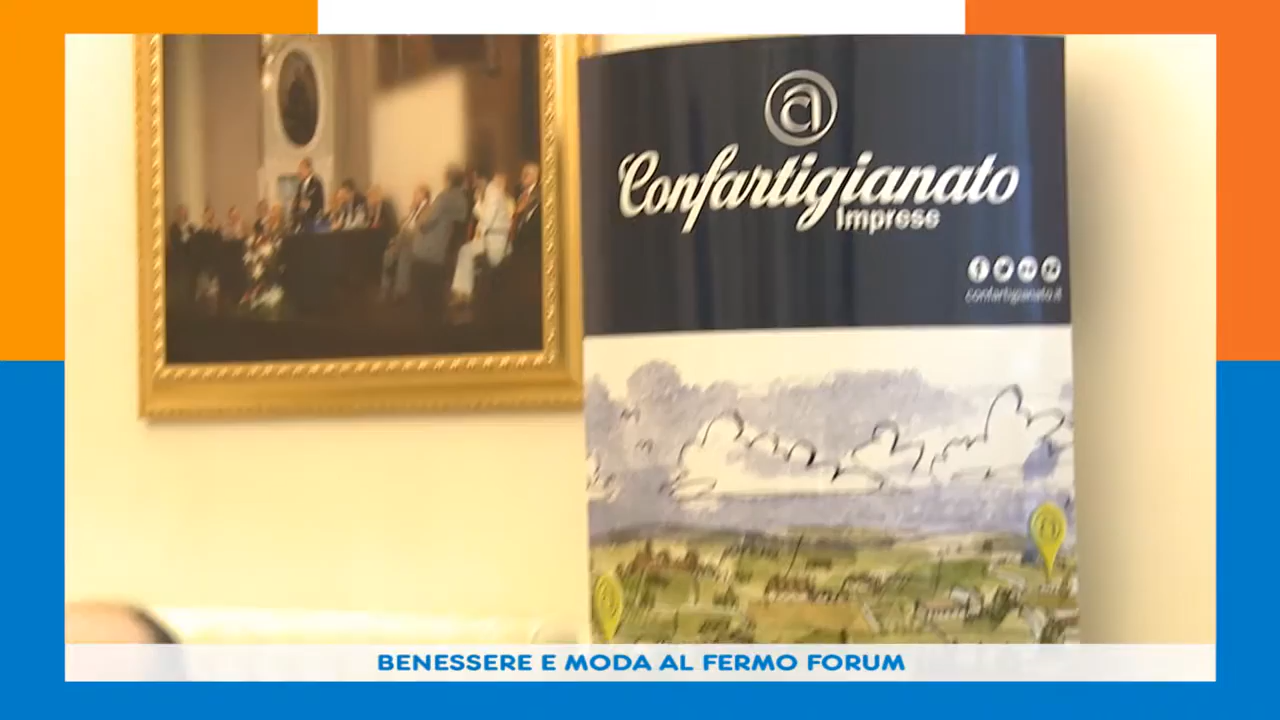 Confartigianato
Imprese
confartigianato.it
BENESSERE E MODA AL FERMO FORUM